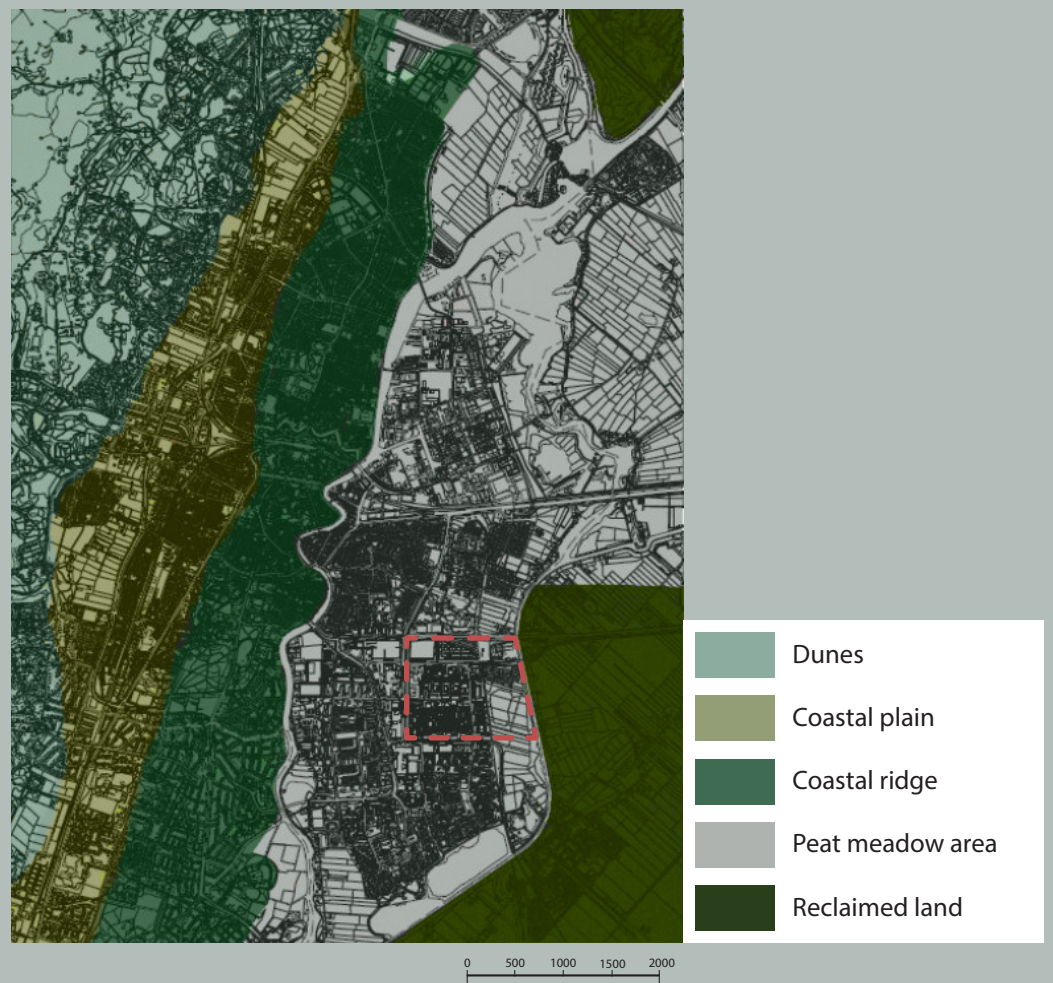 Dunes
Coastal plain
Coastal ridge
Peat meadow area
Reclaimed land
0 500 1000 1500 2000